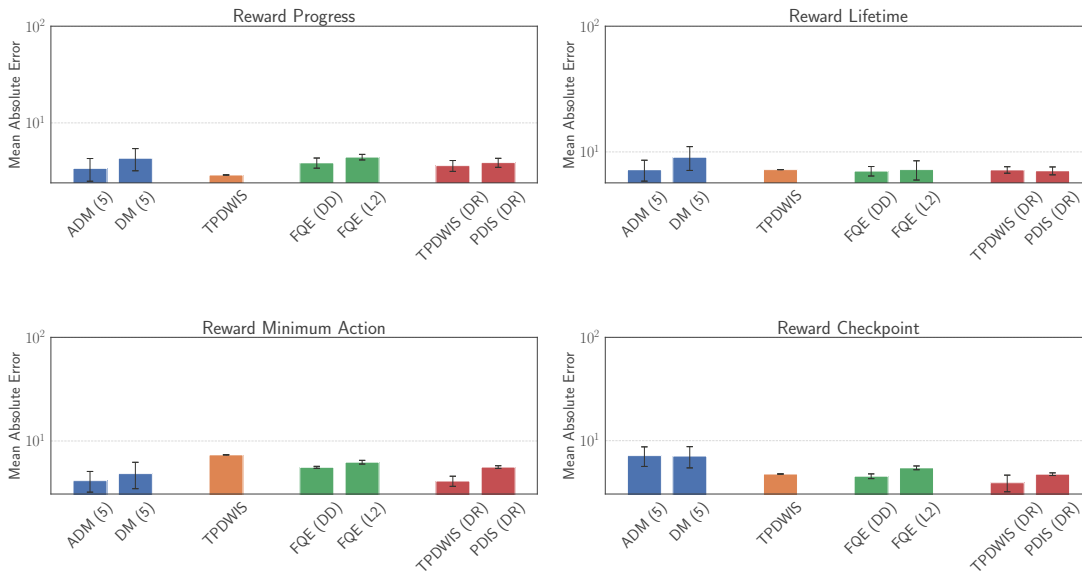 Reward Progress
Mean Absolute Error
10²
10¹
ADM (5)
DM (5)
TPDWIS
FQE (DD)
FQE (L2)
TPDWIS (DR)
PDIS (DR)
Reward Lifetime
Mean Absolute Error
10²
10¹
ADM (5)
DM (5)
TPDWIS
FQE (DD)
FQE (L2)
TPDWIS (DR)
PDIS (DR)
Reward Minimum Action
Mean Absolute Error
10²
10¹
ADM (5)
DM (5)
TPDWIS
FQE (DD)
FQE (L2)
TPDWIS (DR)
PDIS (DR)
Reward Checkpoint
Mean Absolute Error
10²
10¹
ADM (5)
DM (5)
TPDWIS
FQE (DD)
FQE (L2)
TPDWIS (DR)
PDIS (DR)